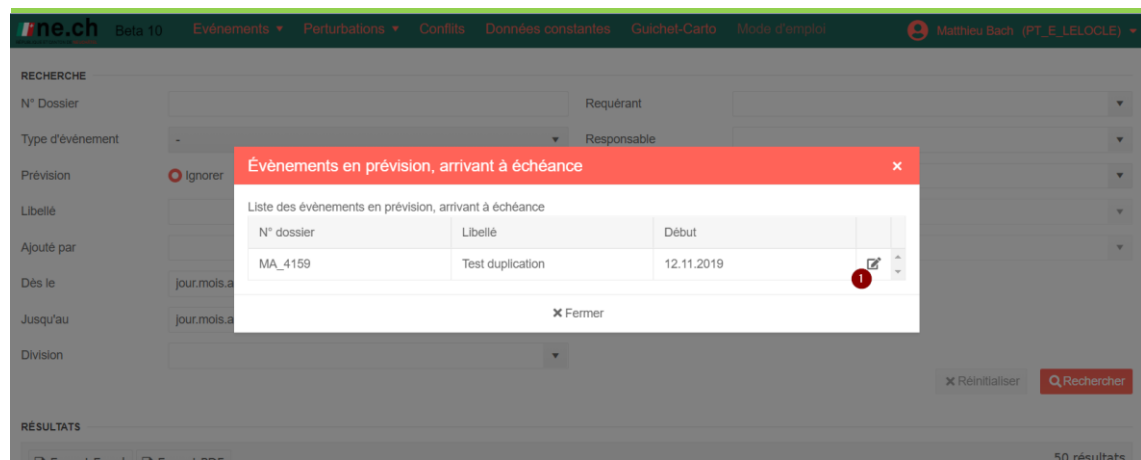 ne.ch Beta 10 Evénements Perturbations Conflits Données constantes Guichet-Carto Mode d'emploi Matthieu Bach (PT_E_LELOCLE)
RECHERCHE
N° Dossier Requérant
Type d'évènement - Responsable
Évènements en prévision, arrivant à échéance ×
Prévision Ignorer
Liste des évènements en prévision, arrivant à échéance
Libellé
N° dossier Libellé Début
Ajouté par
MA_4159 Test duplication 12.11.2019
1
Dès le jour.mois.a
Fermer
Jusqu'au jour.mois.a
Division
Réinitialiser Rechercher
RÉSULTATS
50 résultats